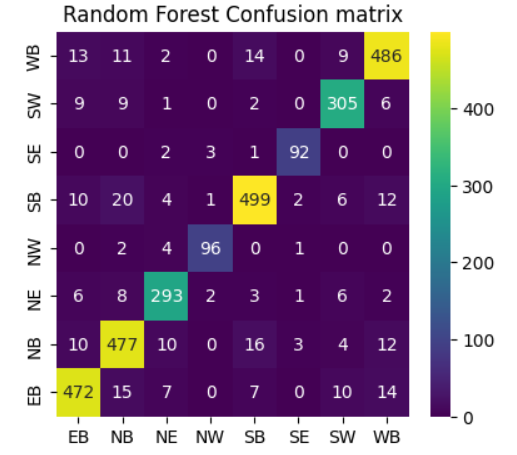 Random Forest Confusion matrix
WB 13 11 2 0 14 0 9 486
SW 9 9 1 0 2 0 305 6
SE 0 0 2 3 1 92 0 0
SB 10 20 4 1 499 2 6 12
NW 0 2 4 96 0 1 0 0
NE 6 8 293 2 3 1 6 2
NB 10 477 10 0 16 3 4 12
EB 472 15 7 0 7 0 10 14
EB NB NE NW SB SE SW WB
400
300
200
100
0